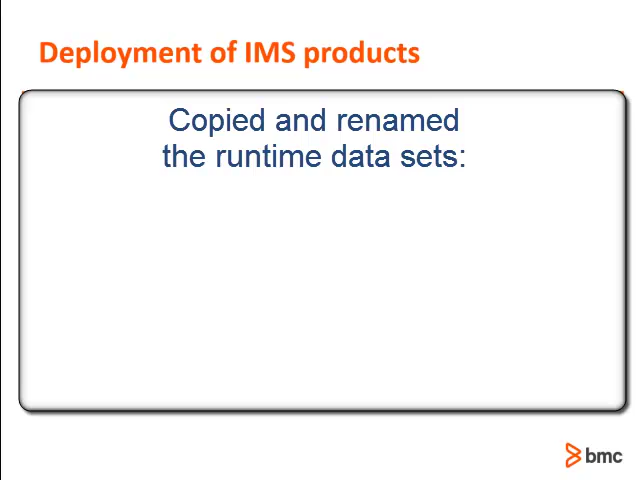 Deployment of IMS products
Copied and renamed
the runtime data sets:
bmc